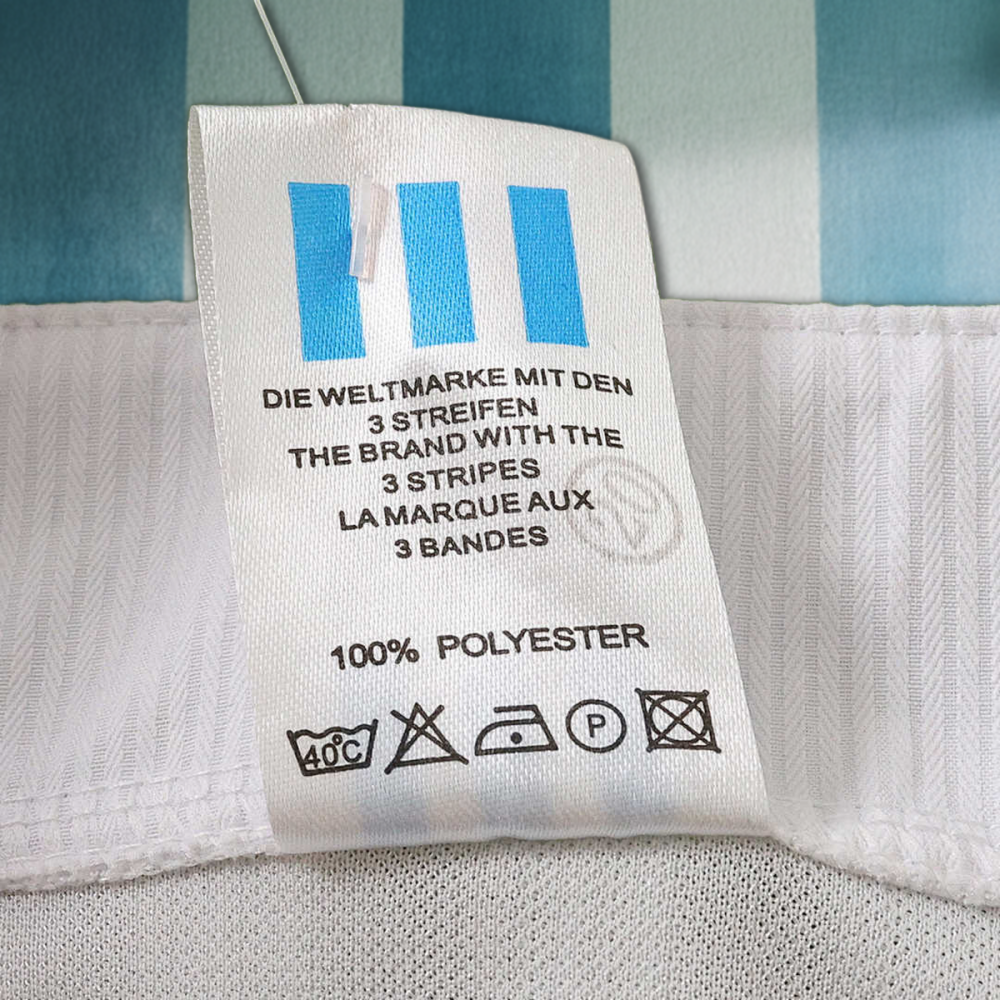 DIE WELTMARKE MIT DEN
3 STREIFEN
THE BRAND WITH THE
3 STRIPES
LA MARQUE AUX
3 BANDES
20
100% POLYESTER
40°C
P